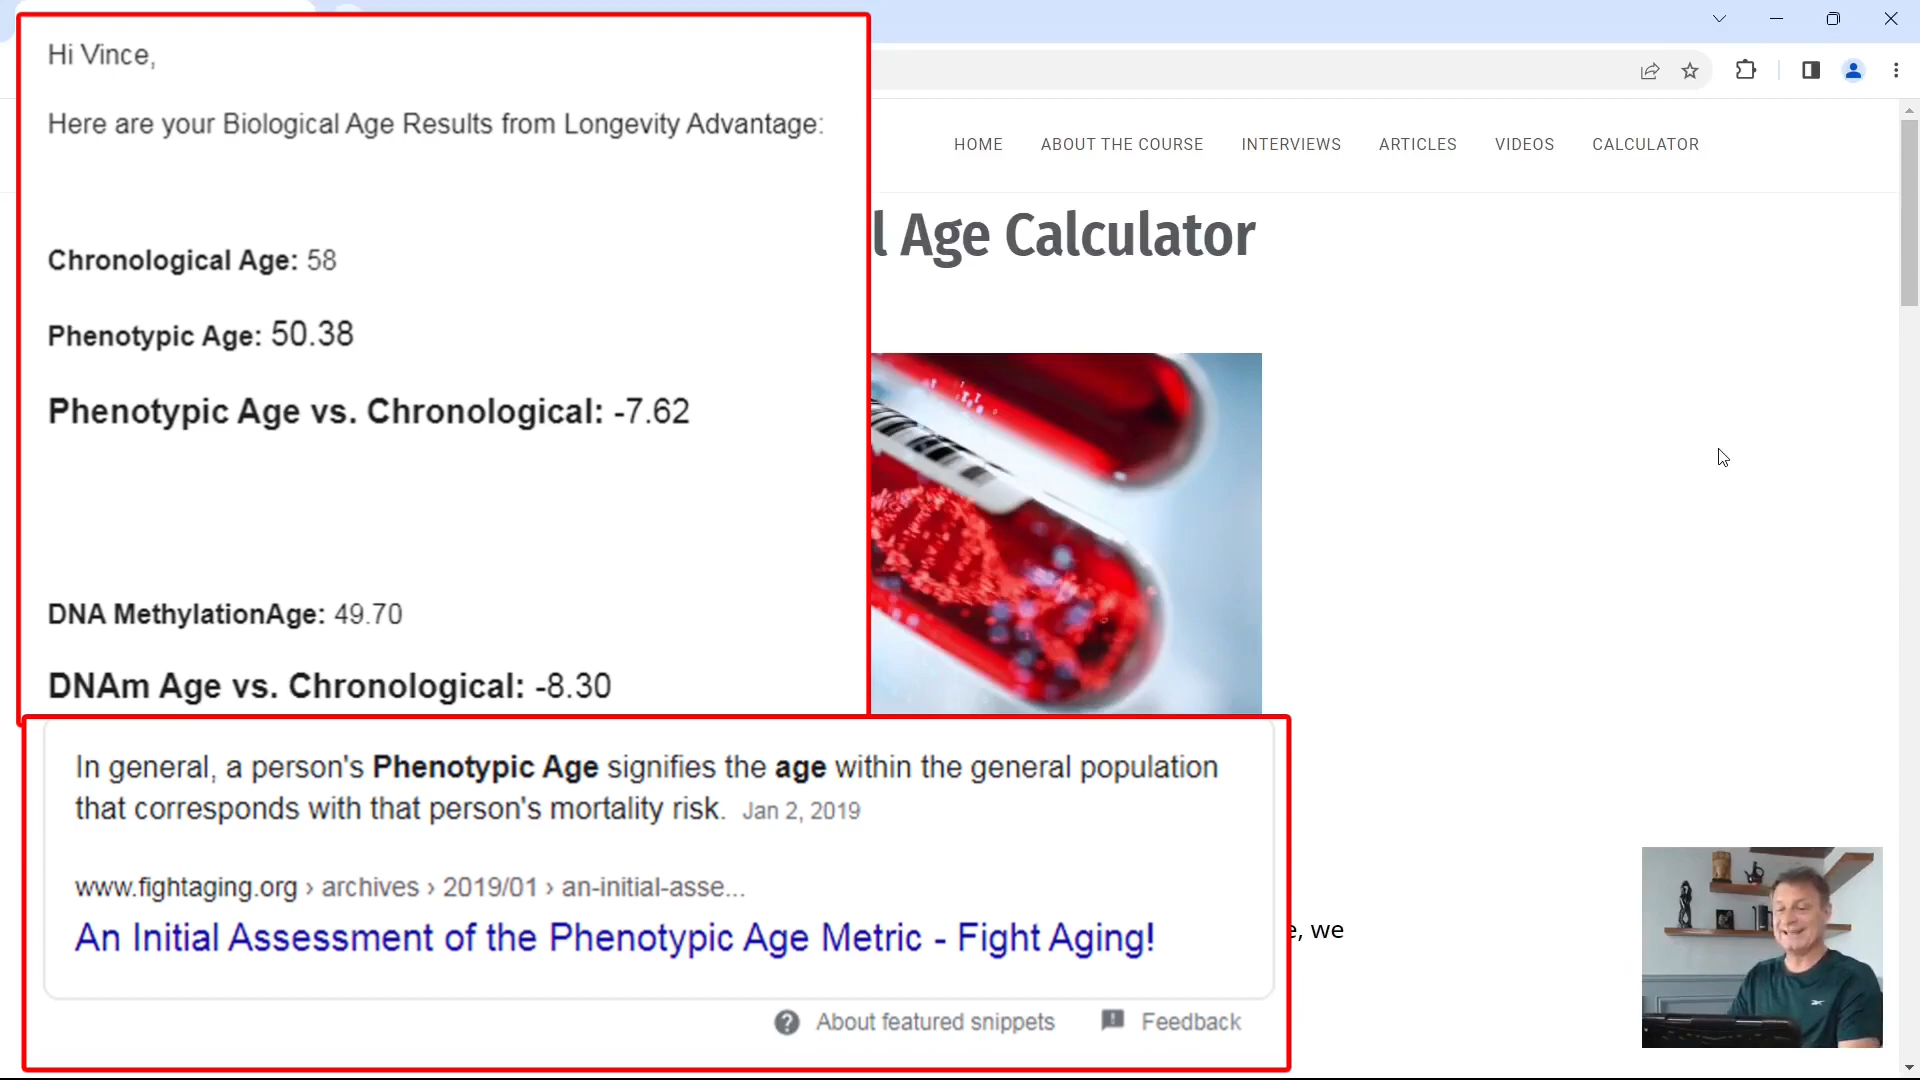 Hi Vince,
Here are your Biological Age Results from Longevity Advantage:
Chronological Age: 58
Phenotypic Age: 50.38
Phenotypic Age vs. Chronological: -7.62
DNA MethylationAge: 49.70
DNAm Age vs. Chronological: -8.30
HOME ABOUT THE COURSE INTERVIEWS ARTICLES VIDEOS CALCULATOR
l Age Calculator
In general, a person's Phenotypic Age signifies the age within the general population
that corresponds with that person's mortality risk. Jan 2, 2019
www.fightaging.org › archives › 2019/01 › an-initial-asse...
An Initial Assessment of the Phenotypic Age Metric - Fight Aging!
About featured snippets Feedback
e, we